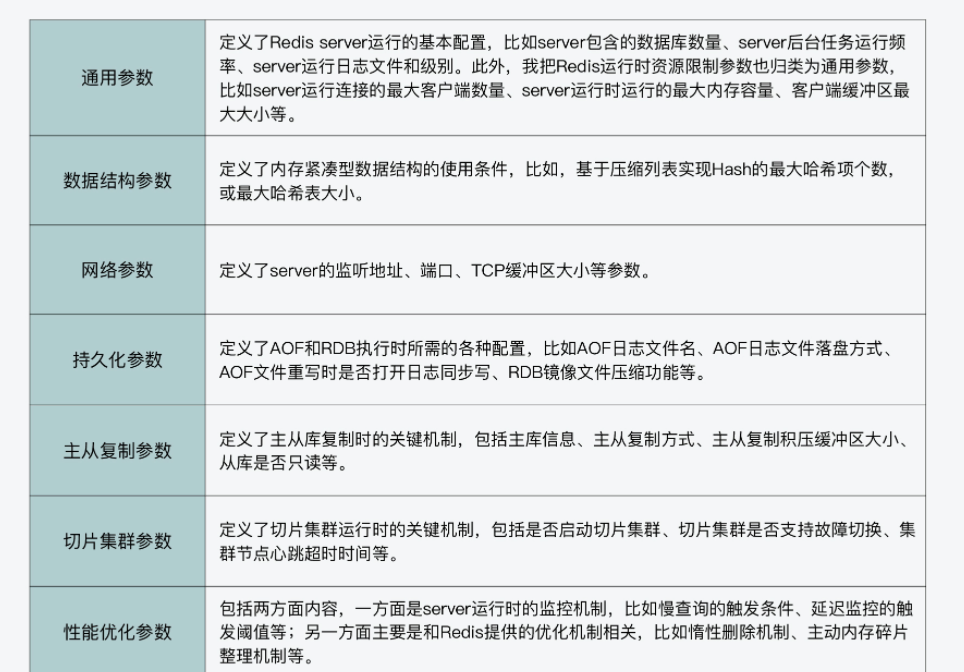 通用参数
定义了Redis server运行的基本配置，比如server包含的数据库数量、server后台任务运行频
率、server运行日志文件和级别。此外，我把Redis运行时资源限制参数也归类为通用参数，
比如server运行连接的最大客户端数量、server运行时运行的最大内存容量、客户端缓冲区最
大大小等。
数据结构参数
定义了内存紧凑型数据结构的使用条件，比如，基于压缩列表实现Hash的最大哈希项个数，
或最大哈希表大小。
网络参数
定义了server的监听地址、端口、TCP缓冲区大小等参数。
持久化参数
定义了AOF和RDB执行时所需的各种配置，比如AOF日志文件名、AOF日志文件落盘方式、
AOF文件重写时是否打开日志同步写、RDB镜像文件压缩功能等。
主从复制参数
定义了主从库复制时的关键机制，包括主库信息、主从复制方式、主从复制积压缓冲区大小、
从库是否只读等。
切片集群参数
定义了切片集群运行时的关键机制，包括是否启动切片集群、切片集群是否支持故障切换、集
群节点心跳超时时间等。
性能优化参数
包括两方面内容，一方面是server运行时的监控机制，比如慢查询的触发条件、延迟监控的触
发阈值等；另一方面主要是和Redis提供的优化机制相关，比如惰性删除机制、主动内存碎片
整理机制等。